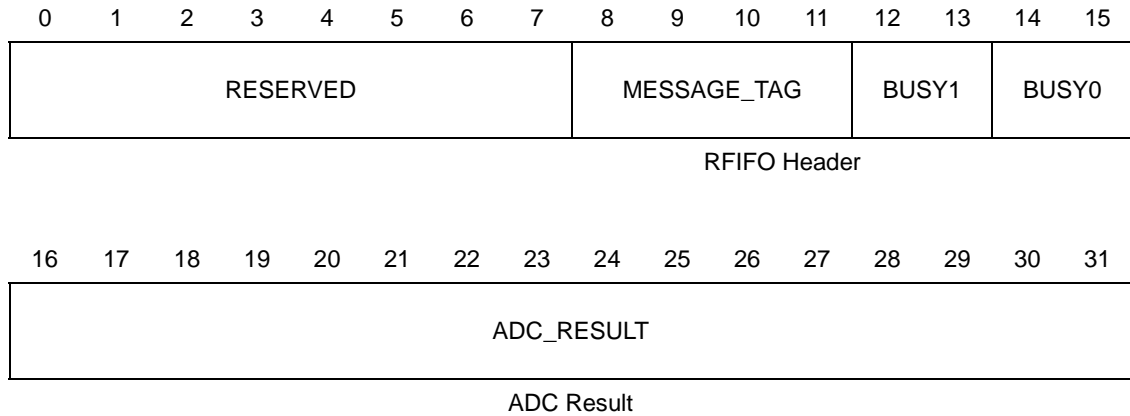 0 1 2 3 4 5 6 7 8 9 10 11 12 13 14 15
RESERVED MESSAGE_TAG BUSY1 BUSY0
RFIFO Header
16 17 18 19 20 21 22 23 24 25 26 27 28 29 30 31
ADC_RESULT
ADC Result